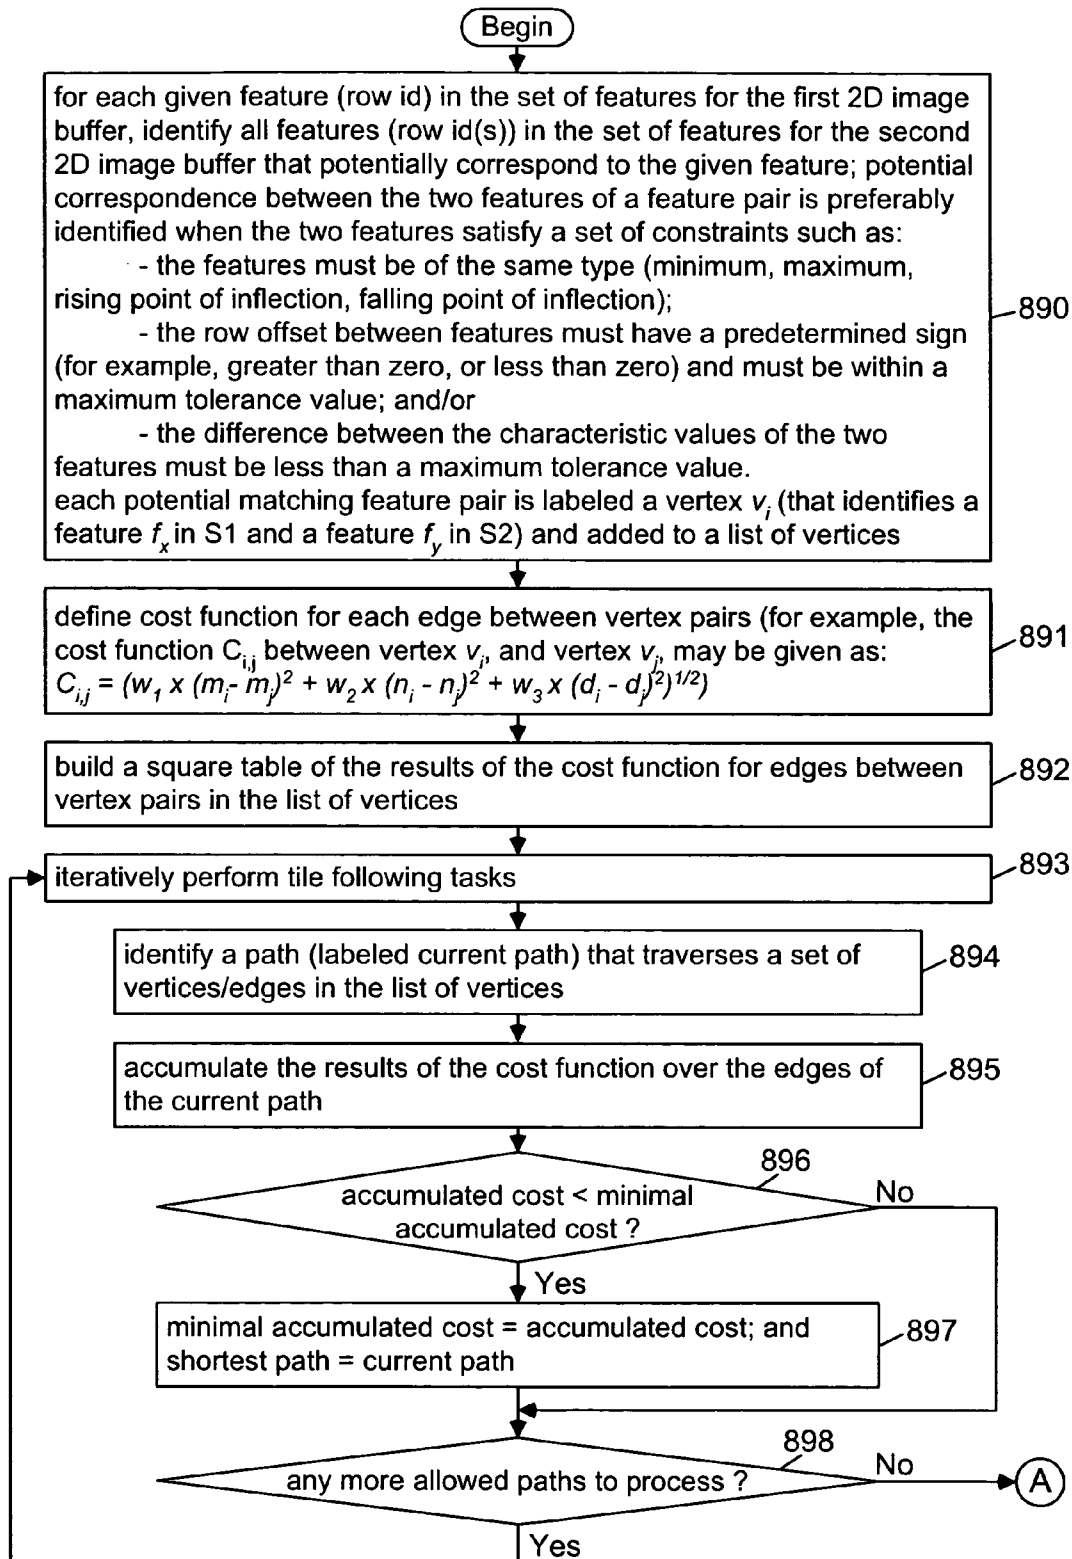 Begin
for each given feature (row id) in the set of features for the first 2D image
buffer, identify all features (row id(s)) in the set of features for the second
2D image buffer that potentially correspond to the given feature; potential
correspondence between the two features of a feature pair is preferably
identified when the two features satisfy a set of constraints such as:
- the features must be of the same type (minimum, maximum,
rising point of inflection, falling point of inflection);
- the row offset between features must have a predetermined sign
(for example, greater than zero, or less than zero) and must be within a
maximum tolerance value; and/or
- the difference between the characteristic values of the two
features must be less than a maximum tolerance value.
each potential matching feature pair is labeled a vertex v_i (that identifies a
feature f_x in S1 and a feature f_y in S2) and added to a list of vertices
890
define cost function for each edge between vertex pairs (for example, the
cost function C_{i,j} between vertex v_i, and vertex v_j, may be given as:
C_{i,j} = (w_1 x (m_i - m_j)^2 + w_2 x (n_i - n_j)^2 + w_3 x (d_i - d_j)^2)^{1/2})
891
build a square table of the results of the cost function for edges between
vertex pairs in the list of vertices
892
iteratively perform tile following tasks
893
identify a path (labeled current path) that traverses a set of
vertices/edges in the list of vertices
894
accumulate the results of the cost function over the edges of
the current path
895
accumulated cost < minimal
accumulated cost ?
896
No
Yes
minimal accumulated cost = accumulated cost; and
shortest path = current path
897
any more allowed paths to process ?
898
No
A
Yes